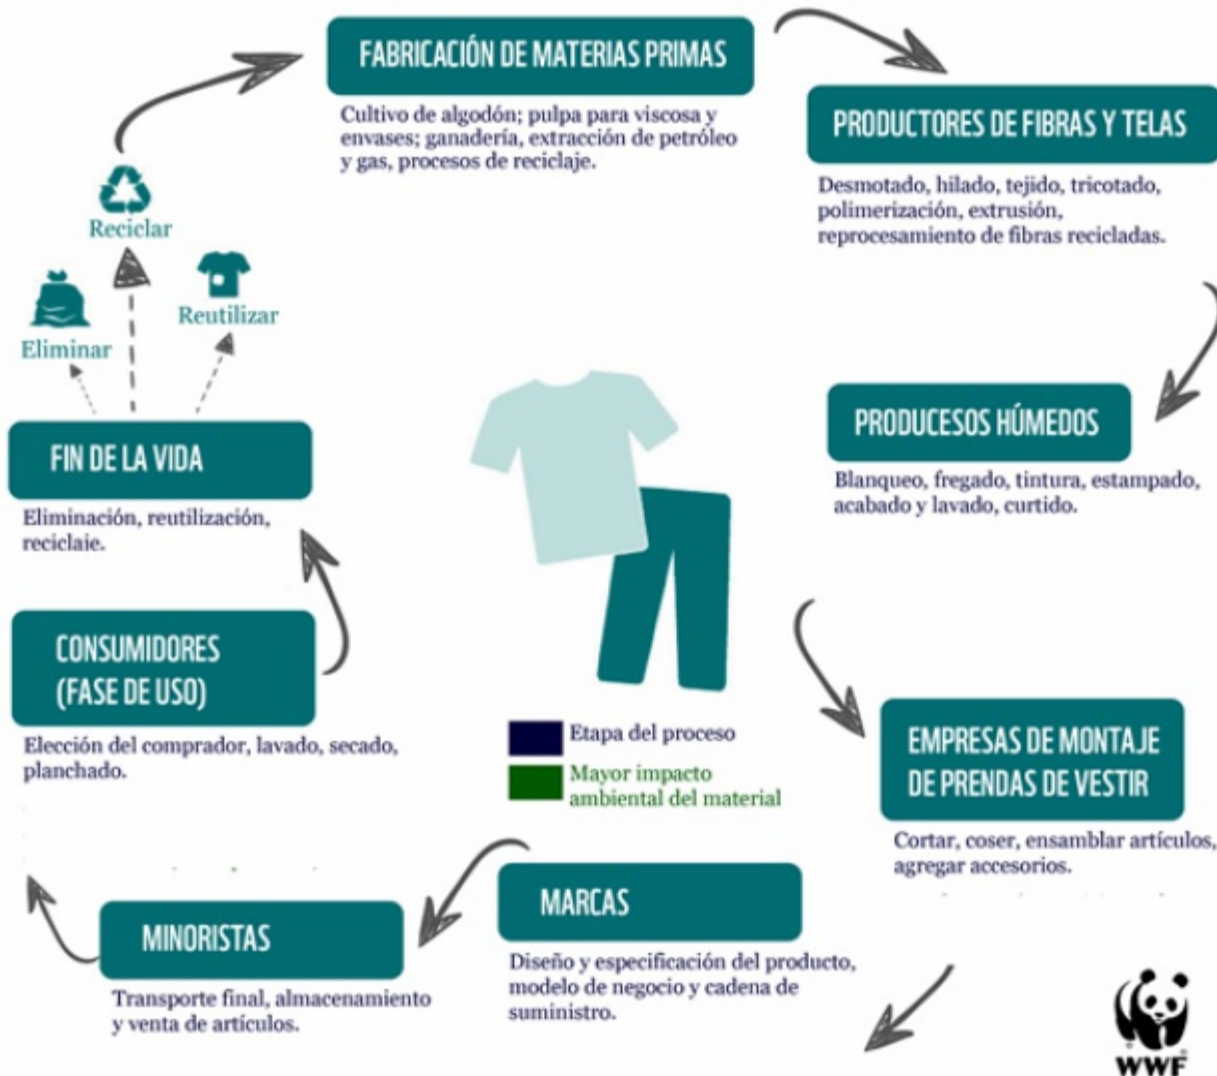 FABRICACIÓN DE MATERIAS PRIMAS
Cultivo de algodón; pulpa para viscosa y
envases; ganadería, extracción de petróleo
y gas, procesos de reciclaje.
PRODUCTORES DE FIBRAS Y TELAS
Desmotado, hilado, tejido, tricotado,
polimerización, extrusión,
reprocesamiento de fibras recicladas.
PRODUCESOS HÚMEDOS
Blanqueo, fregado, tintura, estampado,
acabado y lavado, curtido.
EMPRESAS DE MONTAJE
DE PRENDAS DE VESTIR
Cortar, coser, ensamblar artículos,
agregar accesorios.
MARCAS
Diseño y especificación del producto,
modelo de negocio y cadena de
suministro.
MINORISTAS
Transporte final, almacenamiento
y venta de artículos.
CONSUMIDORES
(FASE DE USO)
Elección del comprador, lavado, secado,
planchado.
FIN DE LA VIDA
Eliminación, reutilización,
reciclaie.
Eliminar
Reciclar
Reutilizar
Etapa del proceso
Mayor impacto
ambiental del material
WWF